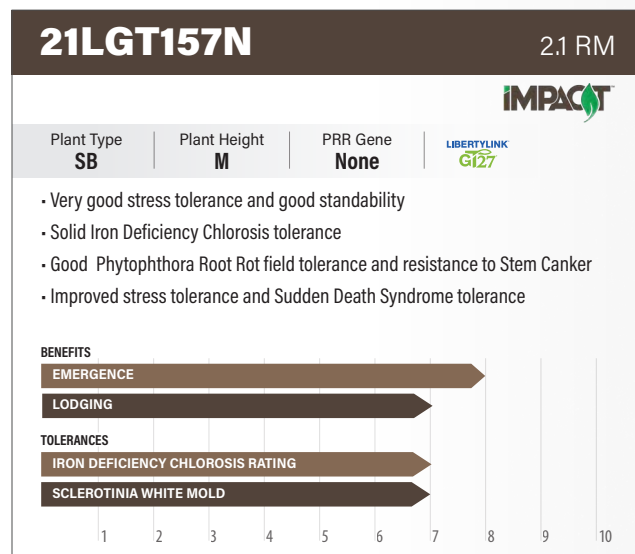 21LGT157N 2.1 RM
iMPACT™
Plant Type Plant Height PRR Gene LIBERTYLINK®
SB M None GT27
· Very good stress tolerance and good standability
· Solid Iron Deficiency Chlorosis tolerance
· Good Phytophthora Root Rot field tolerance and resistance to Stem Canker
· Improved stress tolerance and Sudden Death Syndrome tolerance
BENEFITS
EMERGENCE
LODGING
TOLERANCES
IRON DEFICIENCY CHLOROSIS RATING
SCLEROTINIA WHITE MOLD
1 2 3 4 5 6 7 8 9 10